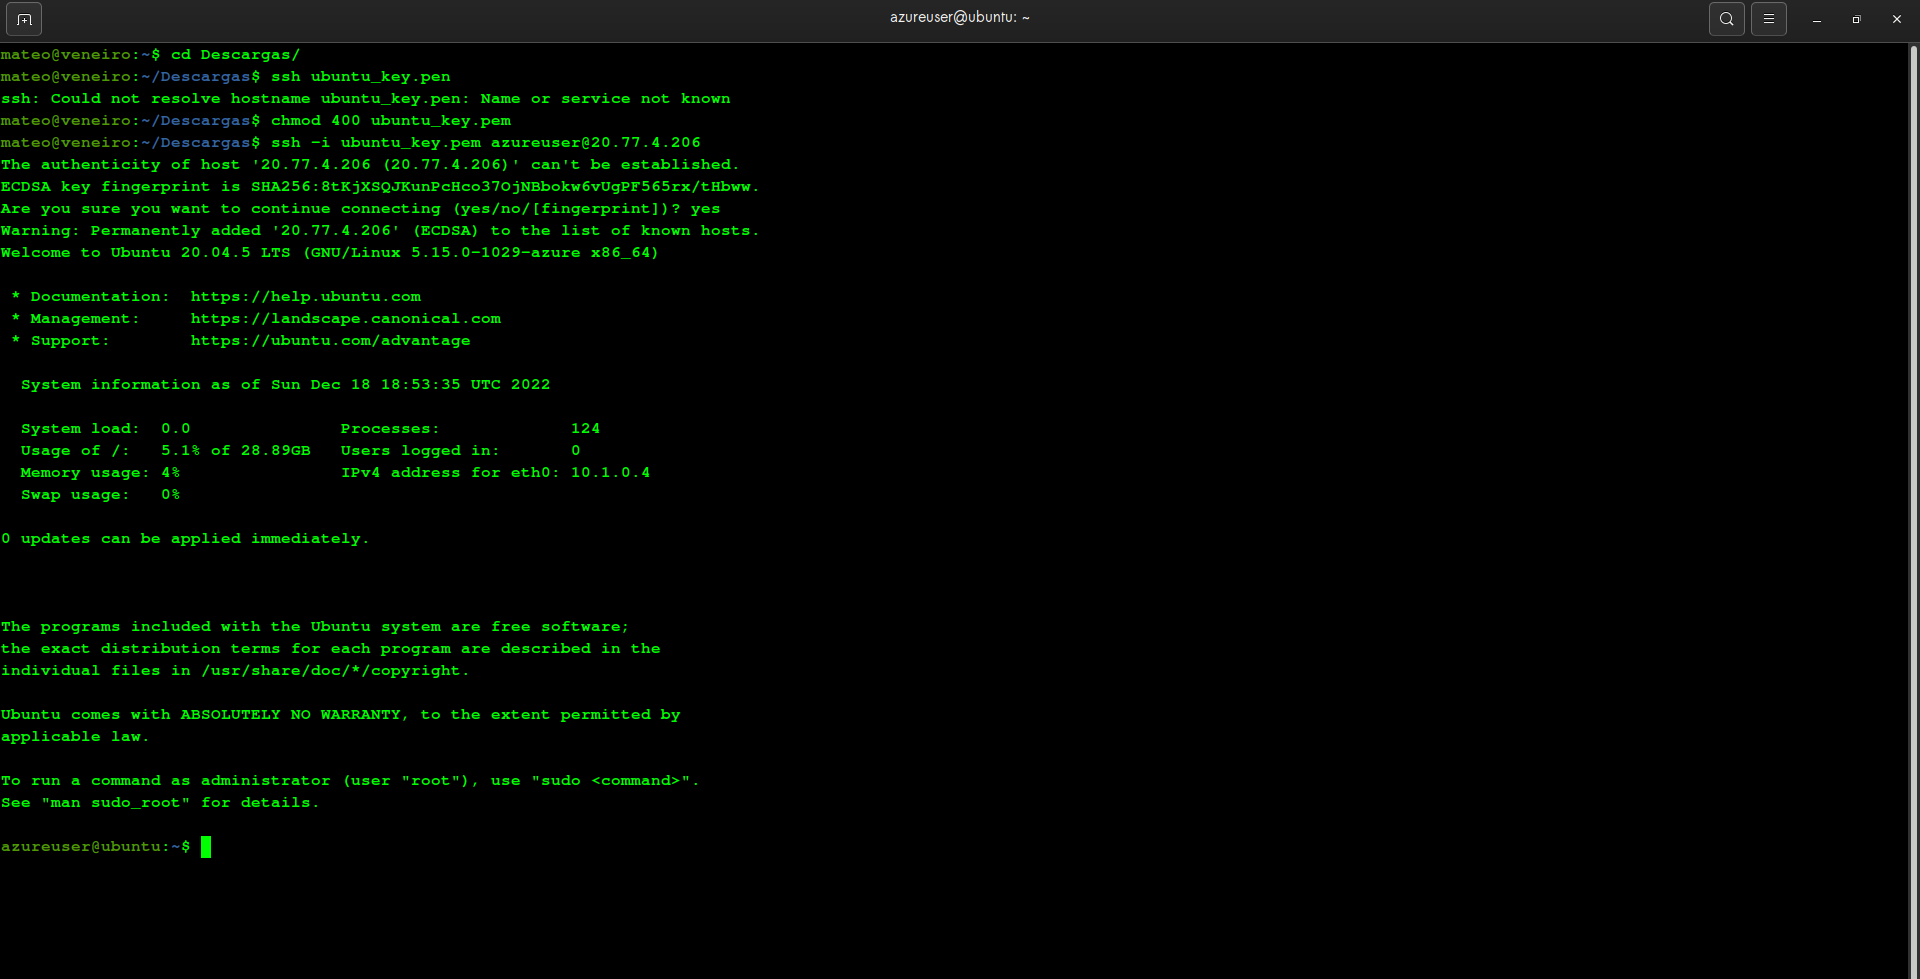 azureuser@ubuntu: ~
mateo@veneiro:~$ cd Descargas/
mateo@veneiro:~/Descargas$ ssh ubuntu_key.pen
ssh: Could not resolve hostname ubuntu_key.pen: Name or service not known
mateo@veneiro:~/Descargas$ chmod 400 ubuntu_key.pem
mateo@veneiro:~/Descargas$ ssh -i ubuntu_key.pem azureuser@20.77.4.206
The authenticity of host '20.77.4.206 (20.77.4.206)' can't be established.
ECDSA key fingerprint is SHA256:8tKjXSQJKunPcHco37OjNBbokw6vUgPF565rx/tHbww.
Are you sure you want to continue connecting (yes/no/[fingerprint])? yes
Warning: Permanently added '20.77.4.206' (ECDSA) to the list of known hosts.
Welcome to Ubuntu 20.04.5 LTS (GNU/Linux 5.15.0-1029-azure x86_64)
* Documentation:  https://help.ubuntu.com
* Management:     https://landscape.canonical.com
* Support:        https://ubuntu.com/advantage
System information as of Sun Dec 18 18:53:35 UTC 2022
System load:  0.0               Processes:             124
Usage of /:   5.1% of 28.89GB   Users logged in:       0
Memory usage: 4%                IPv4 address for eth0: 10.1.0.4
Swap usage:   0%
0 updates can be applied immediately.
The programs included with the Ubuntu system are free software;
the exact distribution terms for each program are described in the
individual files in /usr/share/doc/*/copyright.
Ubuntu comes with ABSOLUTELY NO WARRANTY, to the extent permitted by
applicable law.
To run a command as administrator (user "root"), use "sudo <command>".
See "man sudo_root" for details.
azureuser@ubuntu:~$